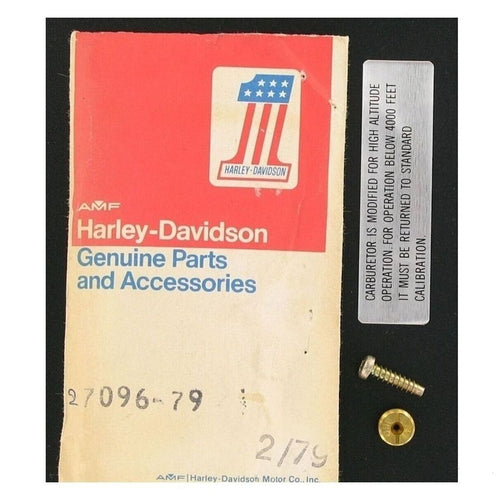 HARLEY-DAVIDSON
AMF
Harley-Davidson
Genuine Parts
and Accessories
27096-79
2/79
AMF | Harley-Davidson Motor Co., Inc.
CARBURETOR IS MODIFIED FOR HIGH ALTITUDE
OPERATION. FOR OPERATION BELOW 4000 FEET
IT MUST BE RETURNED TO STANDARD
CALIBRATION.